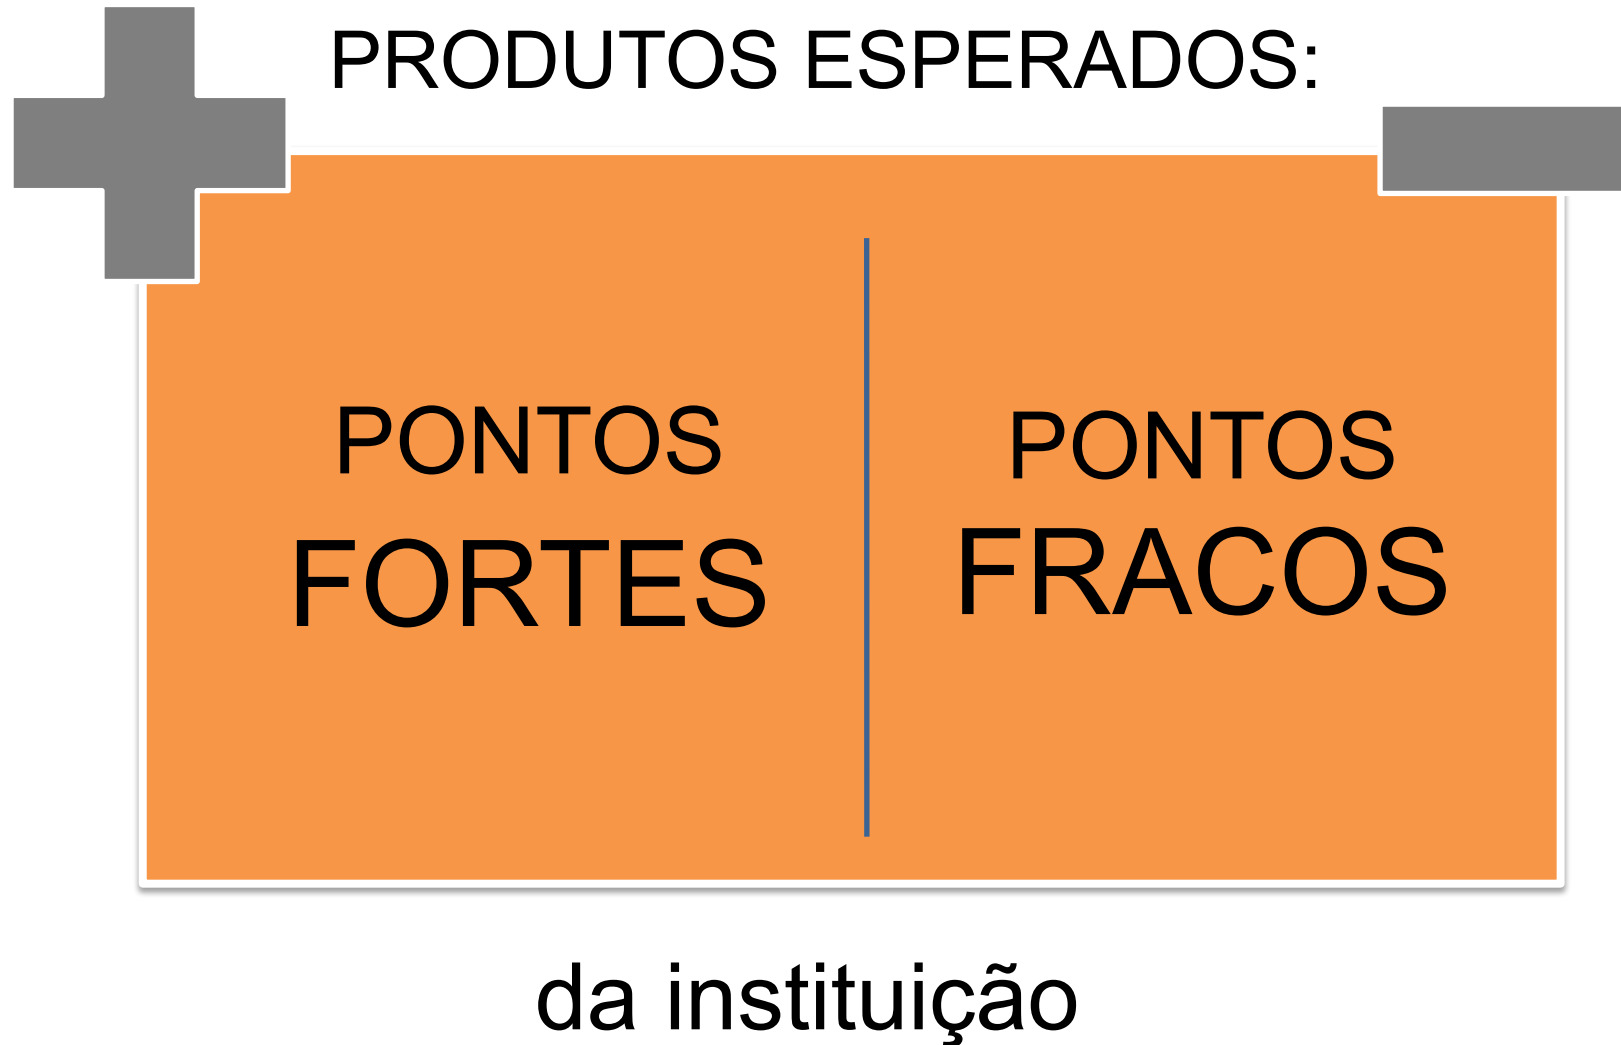 PRODUTOS ESPERADOS:
PONTOS
FORTES
PONTOS
FRACOS
da instituição